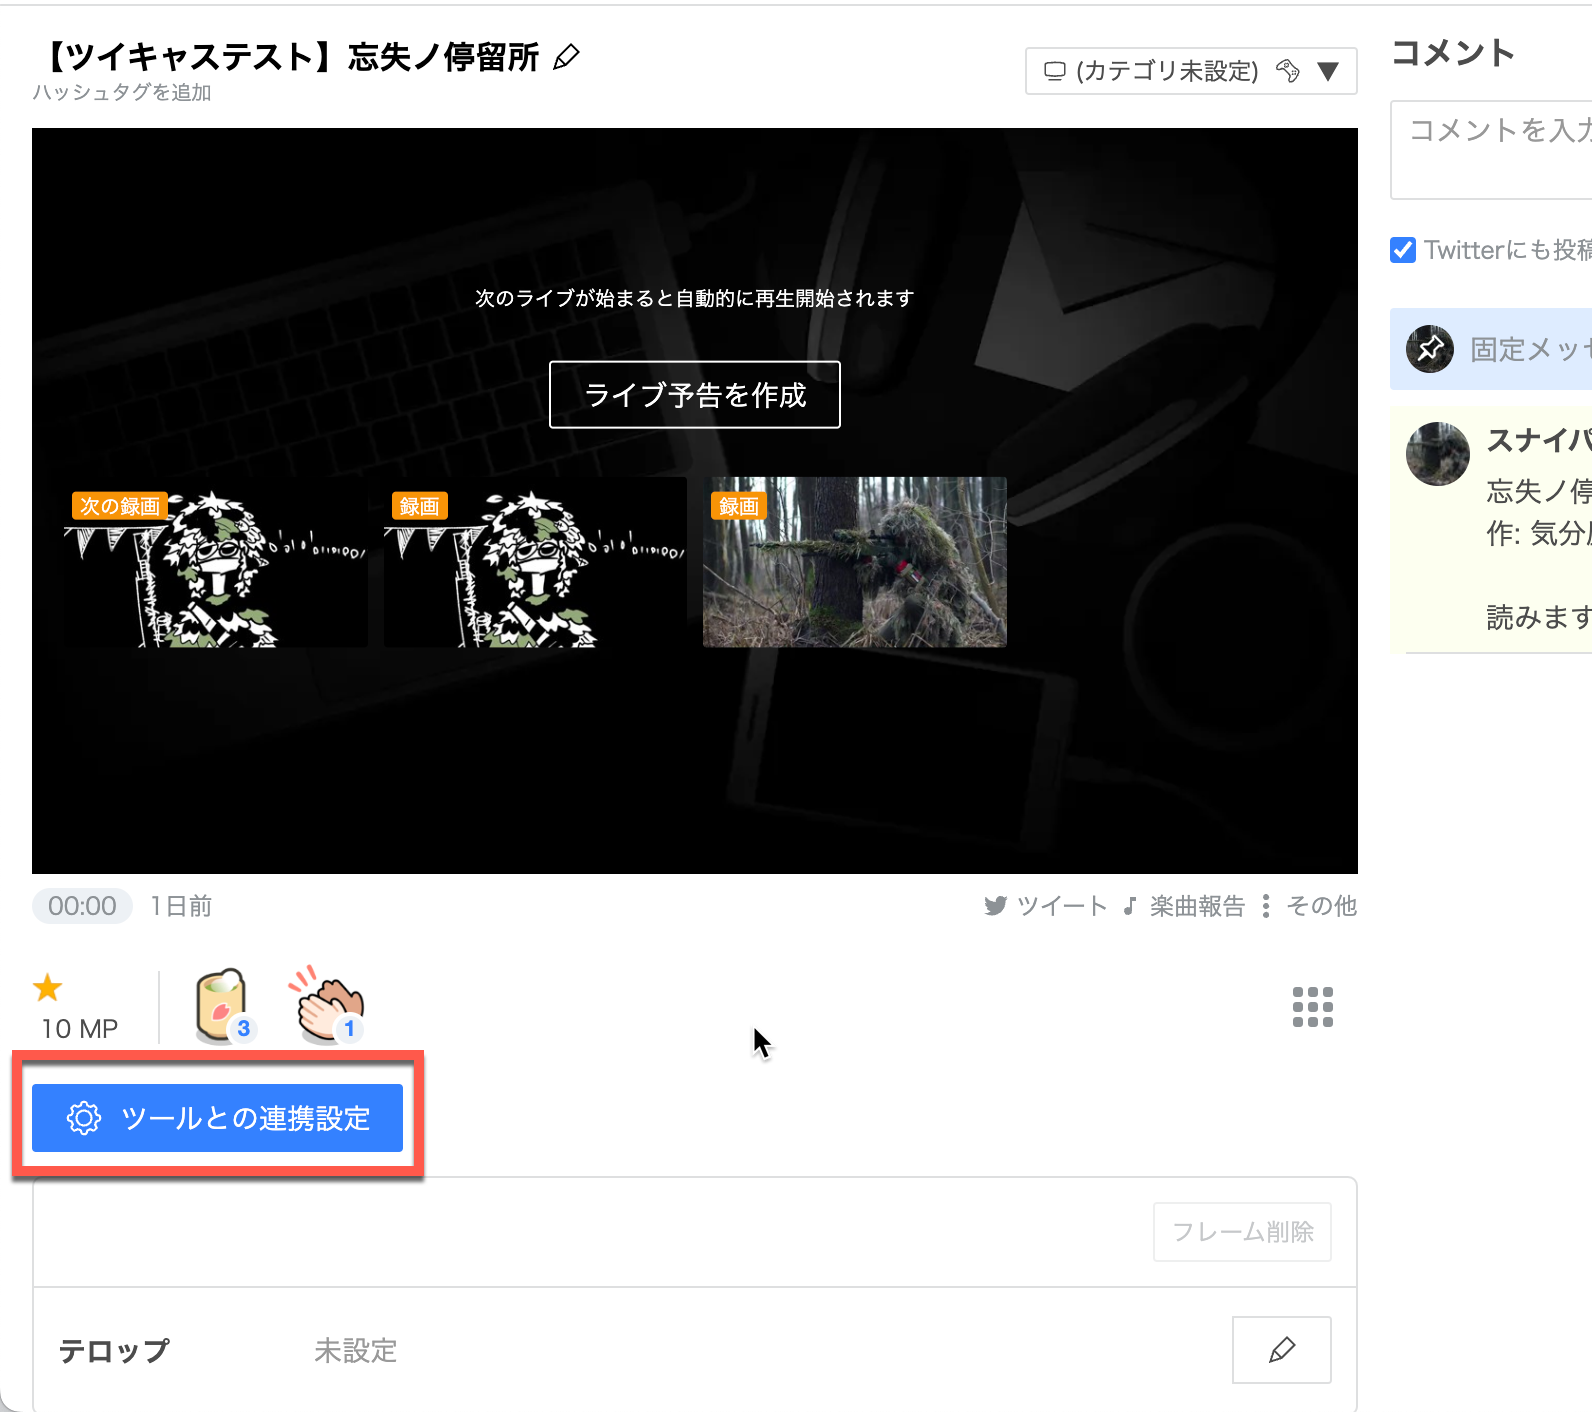 【ツイキャステスト】忘失ノ停留所
ハッシュタグを追加
(カテゴリ未設定)
次のライブが始まると自動的に再生開始されます
ライブ予告を作成
次の録画
録画
録画
00:00 1日前
ツイート 楽曲報告 その他
10 MP
3
1
ツールとの連携設定
フレーム削除
テロップ 未設定
コメント
コメントを入力
Twitterにも投稿
固定メッセ
スナイパ
忘失ノ停
作: 気分屋
読みます